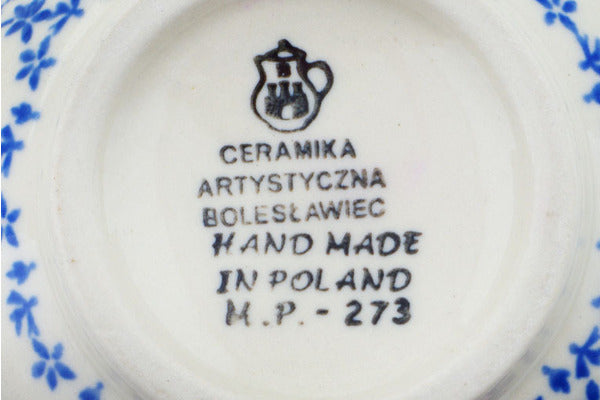 CERAMIKA
ARTYSTYCZNA
BOLESŁAWIEC
HAND MADE
IN POLAND
M.P. - 273